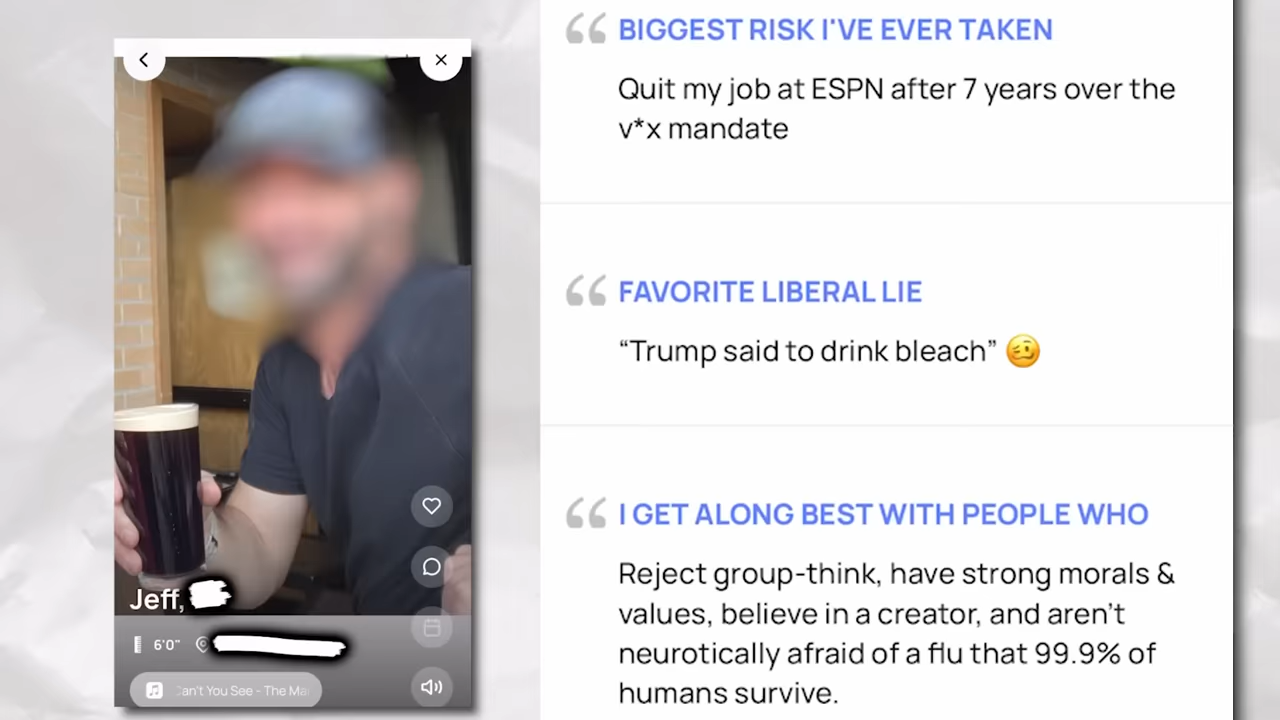 Jeff,
6'0"
Can't You See - The Ma
BIGGEST RISK I'VE EVER TAKEN
Quit my job at ESPN after 7 years over the
v*x mandate
FAVORITE LIBERAL LIE
“Trump said to drink bleach” 🥴
I GET ALONG BEST WITH PEOPLE WHO
Reject group-think, have strong morals &
values, believe in a creator, and aren’t
neurotically afraid of a flu that 99.9% of
humans survive.